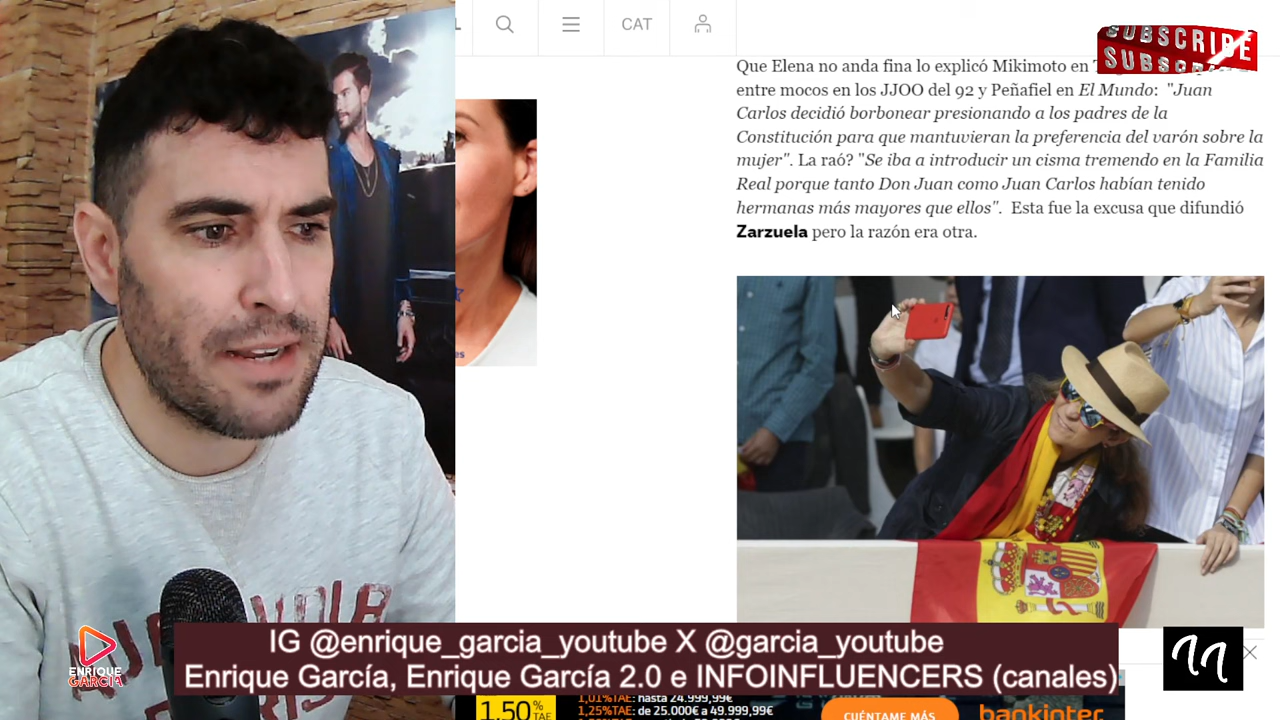 CAT
SUBSCRIBE
SUBSCRIBE
Que Elena no anda fina lo explicó Mikimoto en
entre mocos en los JJOO del 92 y Peñafiel en El Mundo: "Juan
Carlos decidió borbonear presionando a los padres de la
Constitución para que mantuvieran la preferencia del varón sobre la
mujer". La raó? "Se iba a introducir un cisma tremendo en la Familia
Real porque tanto Don Juan como Juan Carlos habían tenido
hermanas más mayores que ellos". Esta fue la excusa que difundió
Zarzuela pero la razón era otra.
IG @enrique_garcia_youtube X @garcia_youtube
Enrique García, Enrique García 2.0 e INFOINFLUENCERS (canales)
ENRIQUE
GARCÍA
1,50% TAE
1,01%TAE: hasta 24.999,99€
1,25%TAE: de 25.000€ a 49.999,99€
CUÉNTAME MÁS
bankinter